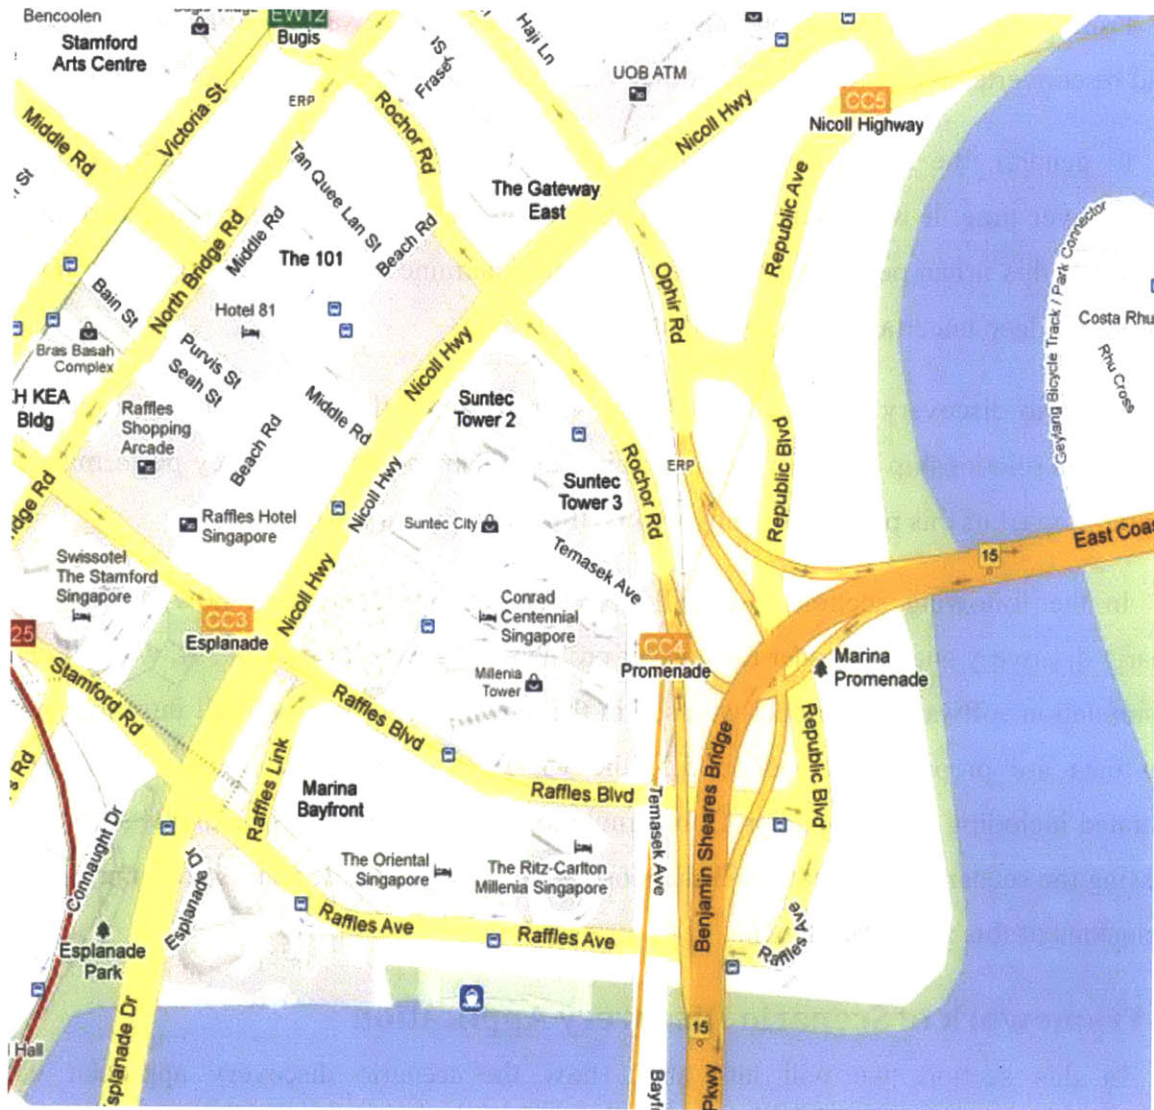 Bencoolen
EW12
Bugis
Stamford
Arts Centre
Haji Ln
UOB ATM
CC5
Nicoll Highway
Nicoll Hwy
ERP
Victoria St
Middle Rd
Rochor Rd
Tan Quee Lan St
The Gateway
East
Republic Ave
Geylang Bicycle Track / Park Connector
North Bridge Rd
Middle Rd
Beach Rd
The 101
Ophir Rd
Bain St
Hotel 81
Costa Rhu
Rhu Cross
Bras Basah
Complex
Purvis St
Seah St
Nicoll Hwy
Bldg
Raffles
Shopping
Arcade
Middle Rd
Suntec
Tower 2
Beach Rd
Republic Blvd
ERP
Rochor Rd
Suntec
Tower 3
Nicoll Hwy
Raffles Hotel
Singapore
Suntec City
East Coas
15
Temasek Ave
Swissotel
The Stamford
Singapore
Nicoll Hwy
Conrad
Centennial
Singapore
25
CC3
Esplanade
CC4
Promenade
Marina
Promenade
Millenia
Tower
Stamford Rd
Raffles Blvd
Republic Blvd
Raffles Link
Marina
Bayfront
Raffles Blvd
Temasek Ave
Benjamin Sheares Bridge
Connaught Dr
Esplanade Dr
The Oriental
Singapore
The Ritz-Carlton
Millenia Singapore
Raffles Ave
Raffles Ave
Raffles Ave
Esplanade
Park
Hall
Esplanade Dr
15
Pkwy